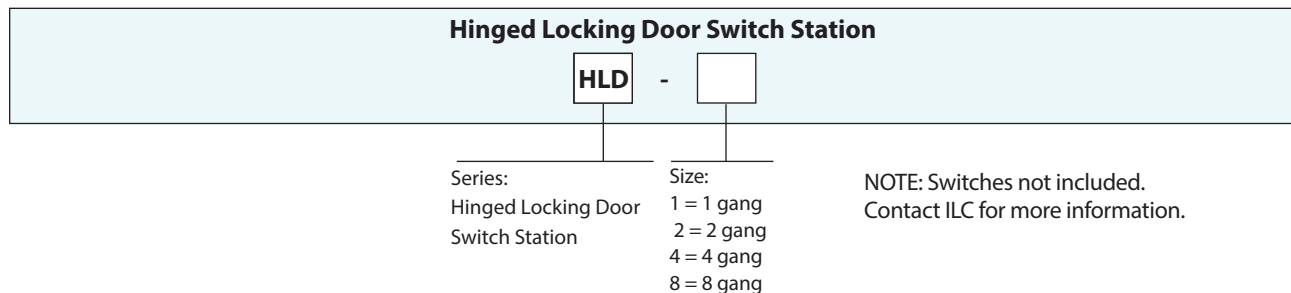 Hinged Locking Door Switch Station
HLD -
Series:
Hinged Locking Door
Switch Station
Size:
1 = 1 gang
2 = 2 gang
4 = 4 gang
8 = 8 gang
NOTE: Switches not included.
Contact ILC for more information.